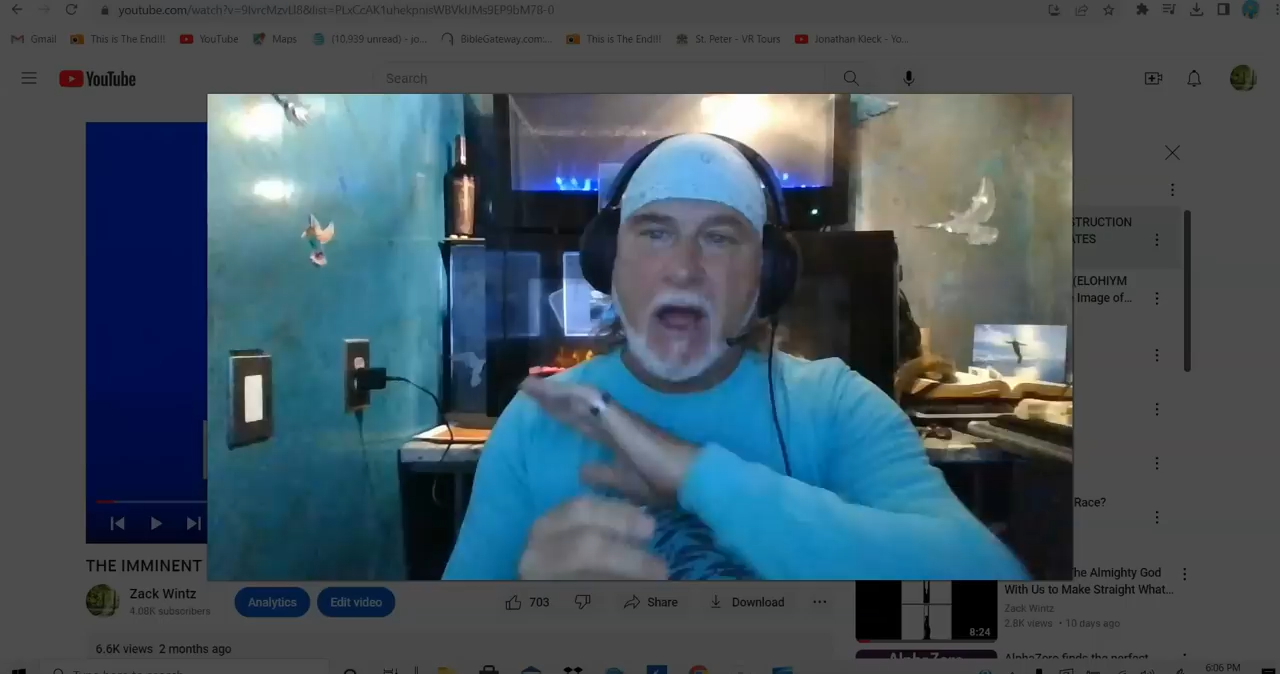 youtube.com/watch?v=9IvrcMzvLI8&list=PLxCcAK1uhekpnisWBVkIJMs9EP9bM78-0
Gmail
This is The End!!!
YouTube
Maps
(10,939 unread) - jo...
BibleGateway.com:...
This is The End!!!
St. Peter - VR Tours
Jonathan Kleck - Yo...
YouTube
Search
STRUCTION
ATES
(ELOHIYM
Image of...
Race?
THE IMMINENT
Zack Wintz
4.08K subscribers
Analytics
Edit video
703
Share
Download
he Almighty God
With Us to Make Straight What...
Zack Wintz
2.8K views • 10 days ago
8:24
6.6K views 2 months ago
AlphaZero
AlphaZero finds the perfect
Type here to search
6:06 PM